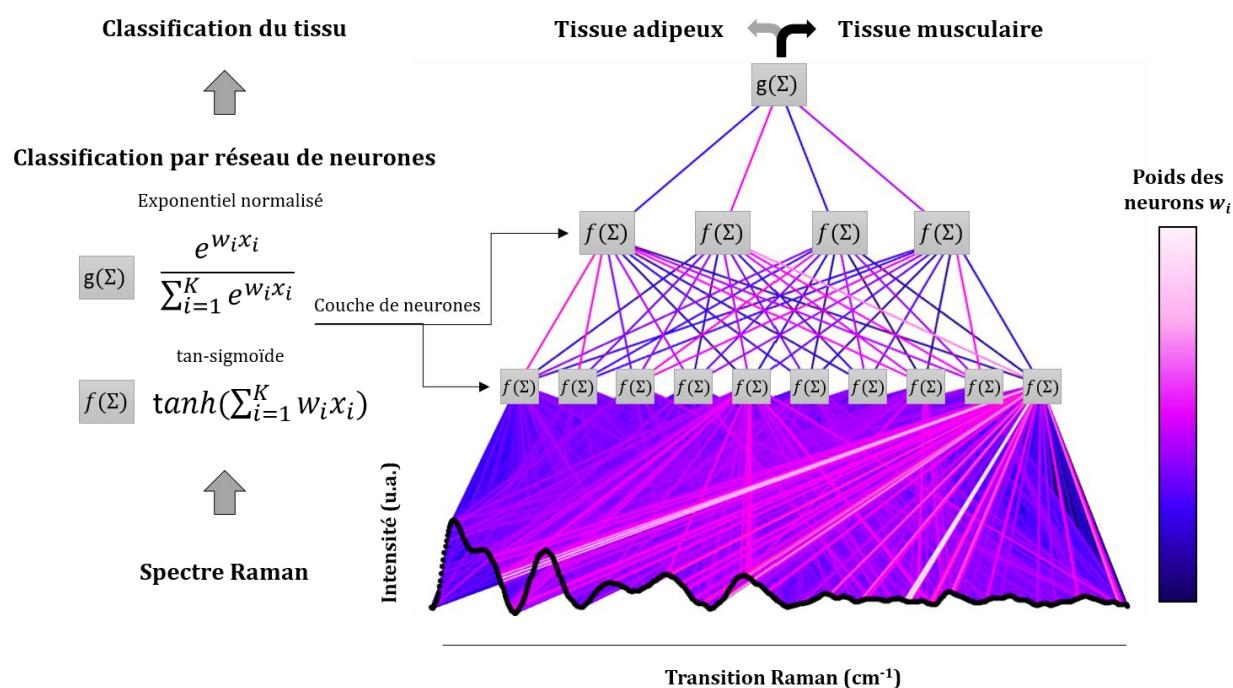 Classification du tissu
Classification par réseau de neurones
Exponentiel normalisé
g(Σ)
e^{w_i x_i} / ∑_{i=1}^{K} e^{w_i x_i}
Couche de neurones
tan-sigmoïde
f(Σ) tanh(∑_{i=1}^{K} w_i x_i)
Spectre Raman
Tissue adipeux
Tissue musculaire
g(Σ)
f(Σ) f(Σ) f(Σ) f(Σ)
f(Σ) f(Σ) f(Σ) f(Σ) f(Σ) f(Σ) f(Σ) f(Σ) f(Σ) f(Σ)
Intensité (u.a.)
Transition Raman (cm⁻¹)
Poids des
neurons w_i